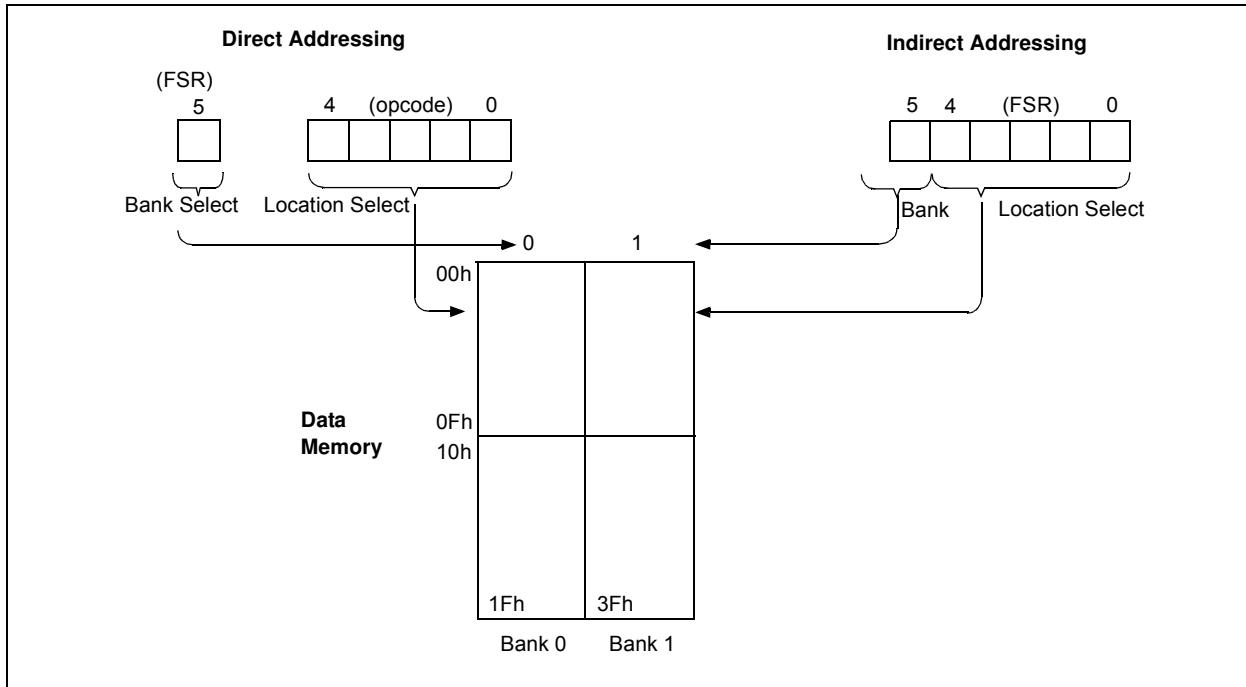 Direct Addressing
Indirect Addressing
(FSR)
5
4 (opcode) 0
5 4 (FSR) 0
Bank Select
Location Select
Bank
Location Select
0 1
00h
Data
Memory
0Fh
10h
1Fh
3Fh
Bank 0
Bank 1